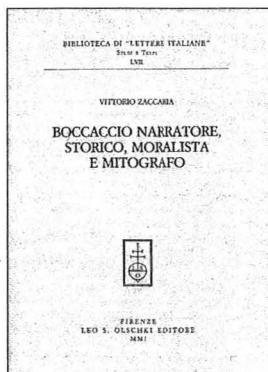 BIBLIOTECA DI "LETTERE ITALIANE"
STUDI E TESTI
LVII
VITTORIO ZACCARIA
BOCCACCIO NARRATORE,
STORICO, MORALISTA
E MITOGRAFO
FIRENZE
LEO S. OLSCHKI EDITORE
MMI